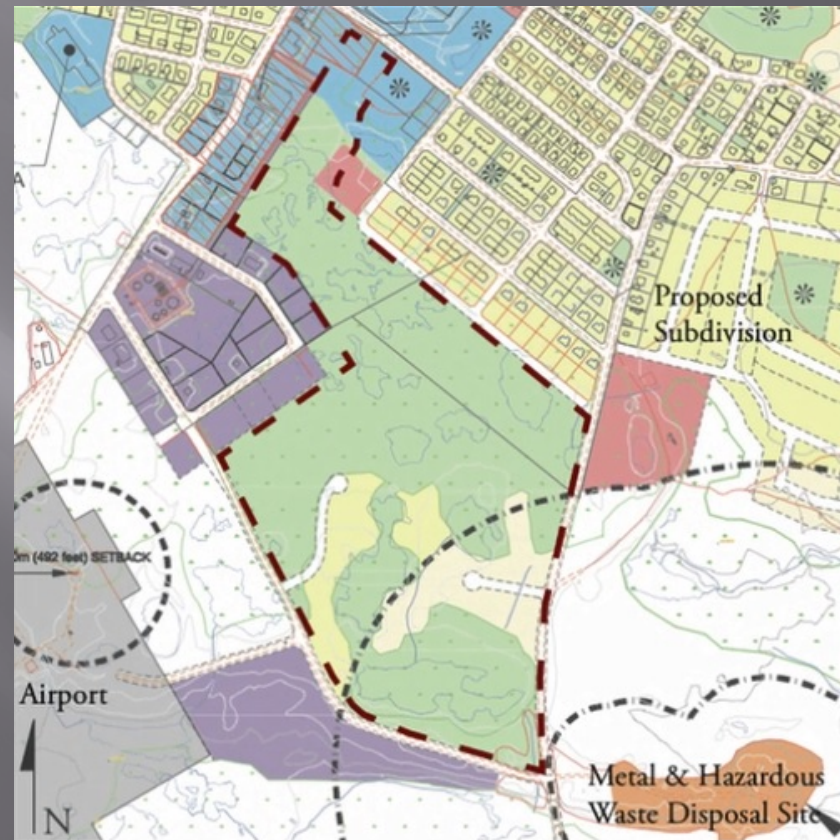 A
Proposed
Subdivision
m (492 feet) SETBACK
Airport
N
Metal & Hazardous
Waste Disposal Site